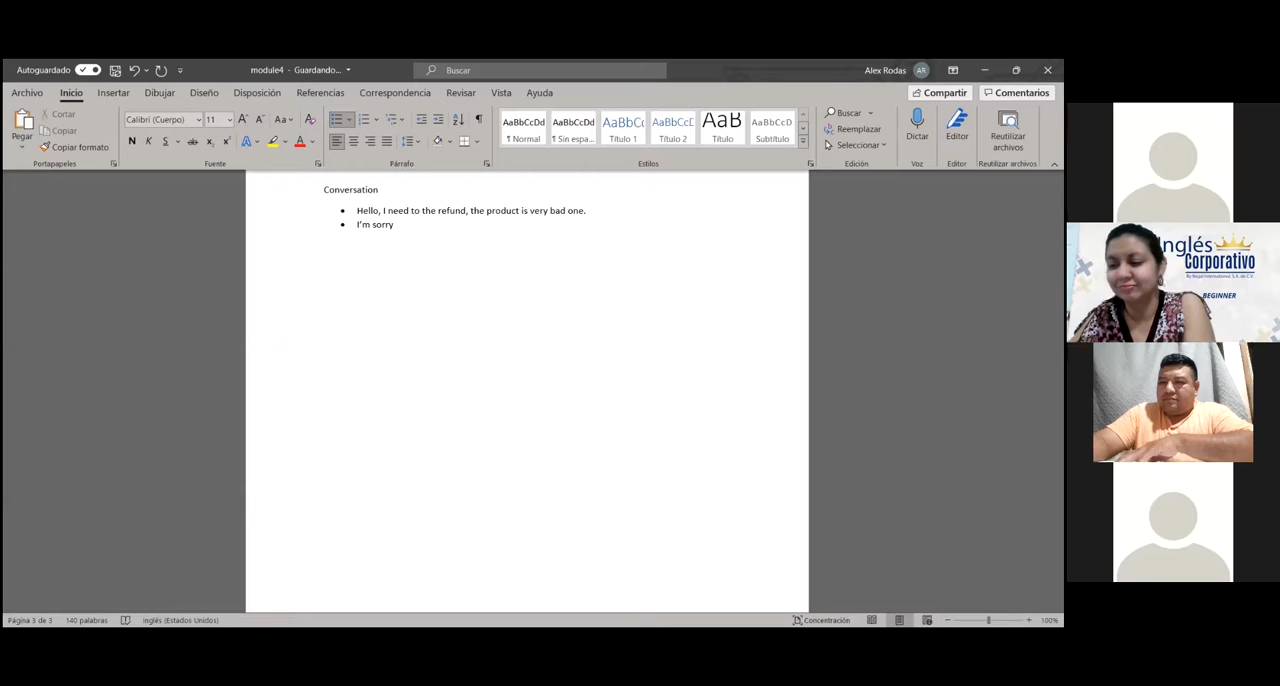 Autoguardado
module4 - Guardando...
Buscar
Alex Rodas
AR
Archivo Inicio Insertar Dibujar Diseño Disposición Referencias Correspondencia Revisar Vista Ayuda
Compartir
Comentarios
Pegar
Cortar
Copiar
Copiar formato
Portapapeles
Calibri (Cuerpo) 11
Fuente
Párrafo
AaBbCcDd
¶ Normal
AaBbCcDd
¶ Sin espa...
AaBbCc
Título 1
AaBbCcD
Título 2
AaB
Título
AaBbCcD
Subtítulo
Estilos
Buscar
Reemplazar
Seleccionar
Edición
Dictar
Voz
Editor
Editor
Reutilizar
archivos
Reutilizar archivos
Conversation
• Hello, I need to the refund, the product is very bad one.
• I'm sorry
Inglés
Corporativo
BEGINNER
Página 3 de 3
140 palabras
Inglés (Estados Unidos)
Concentración
100%